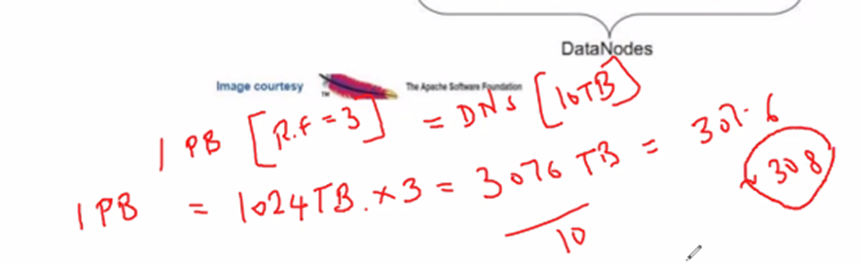 DataNodes
Image courtesy TM The Apache Software Foundation
1 PB [R.F = 3] = DNs [10TB]
1 PB = 1024TB. × 3 = 3076 TB = 307.6
10
~ 308